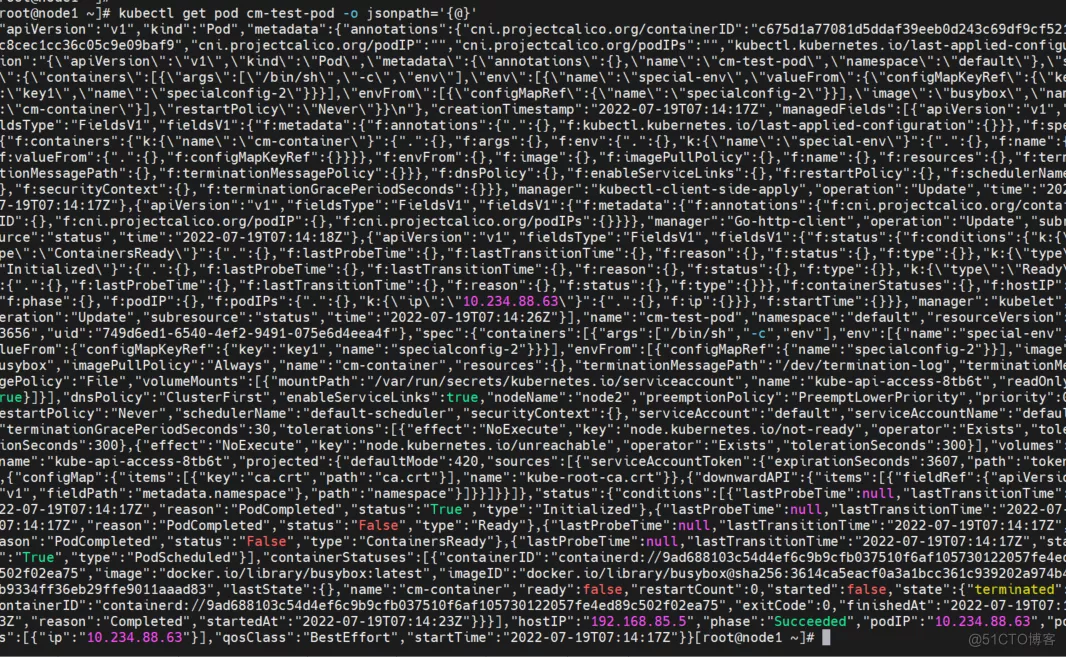 root@node1 ~]# kubectl get pod cm-test-pod -o jsonpath='{@}'
"apiVersion":"v1","kind":"Pod","metadata":{"annotations":{"cni.projectcalico.org/containerID":"c675d1a77081d5ddaf39eeb0d243c69df9cf521
c8cec1cc36c05c9e09baf9","cni.projectcalico.org/podIP":"","cni.projectcalico.org/podIPs":"","kubectl.kubernetes.io/last-applied-configu
ion":"{\"apiVersion\":\"v1\",\"kind\":\"Pod\",\"metadata\":{\"annotations\":{},\"name\":\"cm-test-pod\",\"namespace\":\"default\"},\"s
\":{\"containers\":[{\"args\":[\"/bin/sh\",\"-c\",\"env\"],\"env\":[{\"name\":\"special-env\",\"valueFrom\":{\"configMapKeyRef\":{\"ke
:\"key1\",\"name\":\"specialconfig-2\"}}}],\"envFrom\":[{\"configMapRef\":{\"name\":\"specialconfig-2\"}}],\"image\":\"busybox\",\"nam
:\"cm-container\"}],\"restartPolicy\":\"Never\"}}\n"},"creationTimestamp":"2022-07-19T07:14:17Z","managedFields":[{"apiVersion":"v1","
ldsType":"FieldsV1","fieldsV1":{"f:metadata":{"f:annotations":{".":{},"f:kubectl.kubernetes.io/last-applied-configuration":{}}},"f:spe
{"f:containers":{"k:{\"name\":\"cm-container\"}":{".":{},"f:args":{},"f:env":{".":{},"k:{\"name\":\"special-env\"}":{".":{},"f:name":{
f:valueFrom":{".":{},"f:configMapKeyRef":{}}}},"f:envFrom":{},"f:image":{},"f:imagePullPolicy":{},"f:name":{},"f:resources":{},"f:term
tionMessagePath":{},"f:terminationMessagePolicy":{}}},"f:dnsPolicy":{},"f:enableServiceLinks":{},"f:restartPolicy":{},"f:schedulerName
},"f:securityContext":{},"f:terminationGracePeriodSeconds":{}}},"manager":"kubectl-client-side-apply","operation":"Update","time":"202
7-19T07:14:17Z"},{"apiVersion":"v1","fieldsType":"FieldsV1","fieldsV1":{"f:metadata":{"f:annotations":{"f:cni.projectcalico.org/contai
ID":{},"f:cni.projectcalico.org/podIP":{},"f:cni.projectcalico.org/podIPs":{}}}},"manager":"Go-http-client","operation":"Update","subr
urce":"status","time":"2022-07-19T07:14:18Z"},{"apiVersion":"v1","fieldsType":"FieldsV1","fieldsV1":{"f:status":{"f:conditions":{"k:{\
pe\":\"ContainersReady\"}":{".":{},"f:lastProbeTime":{},"f:lastTransitionTime":{},"f:reason":{},"f:status":{},"f:type":{}},"k:{\"type\
"Initialized\"}":{".":{},"f:lastProbeTime":{},"f:lastTransitionTime":{},"f:reason":{},"f:status":{},"f:type":{}},"k:{\"type\":\"Ready\
:{".":{},"f:lastProbeTime":{},"f:lastTransitionTime":{},"f:reason":{},"f:status":{},"f:type":{}}},"f:containerStatuses":{},"f:hostIP":
"f:phase":{},"f:podIP":{},"f:podIPs":{".":{},"k:{\"ip\":\"10.234.88.63\"}":{".":{},"f:ip":{}}},"f:startTime":{}}},"manager":"kubelet",
eration":"Update","subresource":"status","time":"2022-07-19T07:14:26Z"}],"name":"cm-test-pod","namespace":"default","resourceVersion":
3656","uid":"749d6ed1-6540-4ef2-9491-075e6d4eea4f"},"spec":{"containers":[{"args":["/bin/sh","-c","env"],"env":[{"name":"special-env",
lueFrom":{"configMapKeyRef":{"key":"key1","name":"specialconfig-2"}}}],"envFrom":[{"configMapRef":{"name":"specialconfig-2"}}],"image"
usybox","imagePullPolicy":"Always","name":"cm-container","resources":{},"terminationMessagePath":"/dev/termination-log","terminationMe
gePolicy":"File","volumeMounts":[{"mountPath":"/var/run/secrets/kubernetes.io/serviceaccount","name":"kube-api-access-8tb6t","readOnly
rue}]}],"dnsPolicy":"ClusterFirst","enableServiceLinks":true,"nodeName":"node2","preemptionPolicy":"PreemptLowerPriority","priority":0
estartPolicy":"Never","schedulerName":"default-scheduler","securityContext":{},"serviceAccount":"default","serviceAccountName":"defaul
"terminationGracePeriodSeconds":30,"tolerations":[{"effect":"NoExecute","key":"node.kubernetes.io/not-ready","operator":"Exists","tole
ionSeconds":300},{"effect":"NoExecute","key":"node.kubernetes.io/unreachable","operator":"Exists","tolerationSeconds":300}],"volumes":
name":"kube-api-access-8tb6t","projected":{"defaultMode":420,"sources":[{"serviceAccountToken":{"expirationSeconds":3607,"path":"token
,{"configMap":{"items":[{"key":"ca.crt","path":"ca.crt"}],"name":"kube-root-ca.crt"}},{"downwardAPI":{"items":[{"fieldRef":{"apiVersio
"v1","fieldPath":"metadata.namespace"},"path":"namespace"}]}}]}}]},"status":{"conditions":[{"lastProbeTime":null,"lastTransitionTime":
22-07-19T07:14:17Z","reason":"PodCompleted","status":"True","type":"Initialized"},{"lastProbeTime":null,"lastTransitionTime":"2022-07-
07:14:17Z","reason":"PodCompleted","status":"False","type":"Ready"},{"lastProbeTime":null,"lastTransitionTime":"2022-07-19T07:14:17Z",
ason":"PodCompleted","status":"False","type":"ContainersReady"},{"lastProbeTime":null,"lastTransitionTime":"2022-07-19T07:14:17Z","sta
":"True","type":"PodScheduled"}],"containerStatuses":[{"containerID":"containerd://9ad688103c54d4ef6c9b9cfb037510f6af105730122057fe4ed
502f02ea75","image":"docker.io/library/busybox:latest","imageID":"docker.io/library/busybox@sha256:3614ca5eacf0a3a1bcc361c939202a974b4
b9334ff36eb29ffe9011aaad83","lastState":{},"name":"cm-container","ready":false,"restartCount":0,"started":false,"state":{"terminated":
ontainerID":"containerd://9ad688103c54d4ef6c9b9cfb037510f6af105730122057fe4ed89c502f02ea75","exitCode":0,"finishedAt":"2022-07-19T07:1
3Z","reason":"Completed","startedAt":"2022-07-19T07:14:23Z"}}}],"hostIP":"192.168.85.5","phase":"Succeeded","podIP":"10.234.88.63","po
s":[{"ip":"10.234.88.63"}],"qosClass":"BestEffort","startTime":"2022-07-19T07:14:17Z"}}[root@node1 ~]#
@51CTO博客